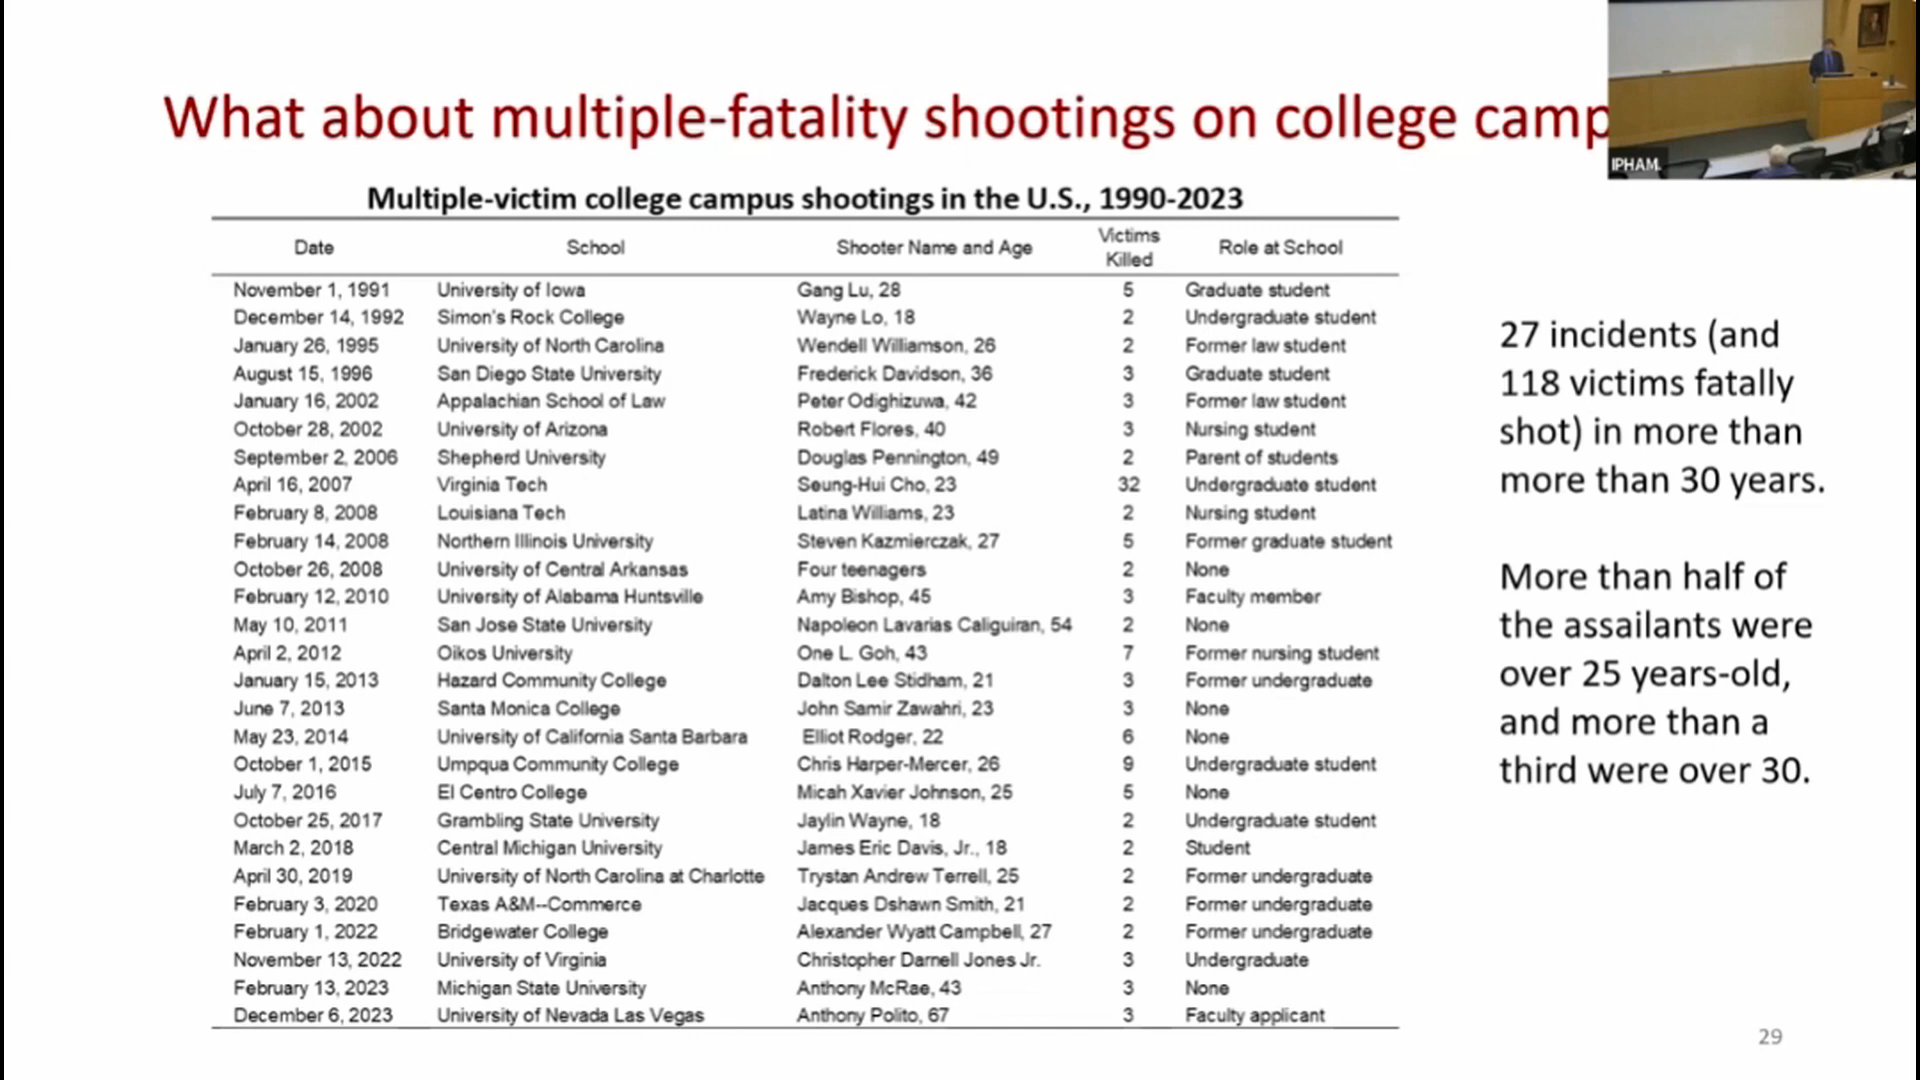 What about multiple-fatality shootings on college camp
IPHAM
Multiple-victim college campus shootings in the U.S., 1990-2023
Date School Shooter Name and Age Victims Killed Role at School
November 1, 1991 University of Iowa Gang Lu, 28 5 Graduate student
December 14, 1992 Simon's Rock College Wayne Lo, 18 2 Undergraduate student
January 26, 1995 University of North Carolina Wendell Williamson, 26 2 Former law student
August 15, 1996 San Diego State University Frederick Davidson, 36 3 Graduate student
January 16, 2002 Appalachian School of Law Peter Odighizuwa, 42 3 Former law student
October 28, 2002 University of Arizona Robert Flores, 40 3 Nursing student
September 2, 2006 Shepherd University Douglas Pennington, 49 2 Parent of students
April 16, 2007 Virginia Tech Seung-Hui Cho, 23 32 Undergraduate student
February 8, 2008 Louisiana Tech Latina Williams, 23 2 Nursing student
February 14, 2008 Northern Illinois University Steven Kazmierczak, 27 5 Former graduate student
October 26, 2008 University of Central Arkansas Four teenagers 2 None
February 12, 2010 University of Alabama Huntsville Amy Bishop, 45 3 Faculty member
May 10, 2011 San Jose State University Napoleon Lavarias Caliguiran, 54 2 None
April 2, 2012 Oikos University One L. Goh, 43 7 Former nursing student
January 15, 2013 Hazard Community College Dalton Lee Stidham, 21 3 Former undergraduate
June 7, 2013 Santa Monica College John Samir Zawahri, 23 3 None
May 23, 2014 University of California Santa Barbara Elliot Rodger, 22 6 None
October 1, 2015 Umpqua Community College Chris Harper-Mercer, 26 9 Undergraduate student
July 7, 2016 El Centro College Micah Xavier Johnson, 25 5 None
October 25, 2017 Grambling State University Jaylin Wayne, 18 2 Undergraduate student
March 2, 2018 Central Michigan University James Eric Davis, Jr., 18 2 Student
April 30, 2019 University of North Carolina at Charlotte Trystan Andrew Terrell, 25 2 Former undergraduate
February 3, 2020 Texas A&M--Commerce Jacques Dshawn Smith, 21 2 Former undergraduate
February 1, 2022 Bridgewater College Alexander Wyatt Campbell, 27 2 Former undergraduate
November 13, 2022 University of Virginia Christopher Darnell Jones Jr. 3 Undergraduate
February 13, 2023 Michigan State University Anthony McRae, 43 3 None
December 6, 2023 University of Nevada Las Vegas Anthony Polito, 67 3 Faculty applicant
27 incidents (and
118 victims fatally
shot) in more than
more than 30 years.
More than half of
the assailants were
over 25 years-old,
and more than a
third were over 30.
29